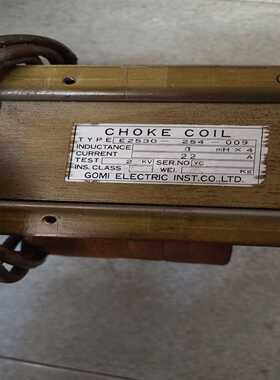 CHOKE COIL
TYPE E2530 - 254 - 009
INDUCTANCE mH × 4
CURRENT 22 A
TEST 2 KV SER.NO VC
INS.CLASS WEI. KG
GOMI ELECTRIC INST.CO.,LTD.